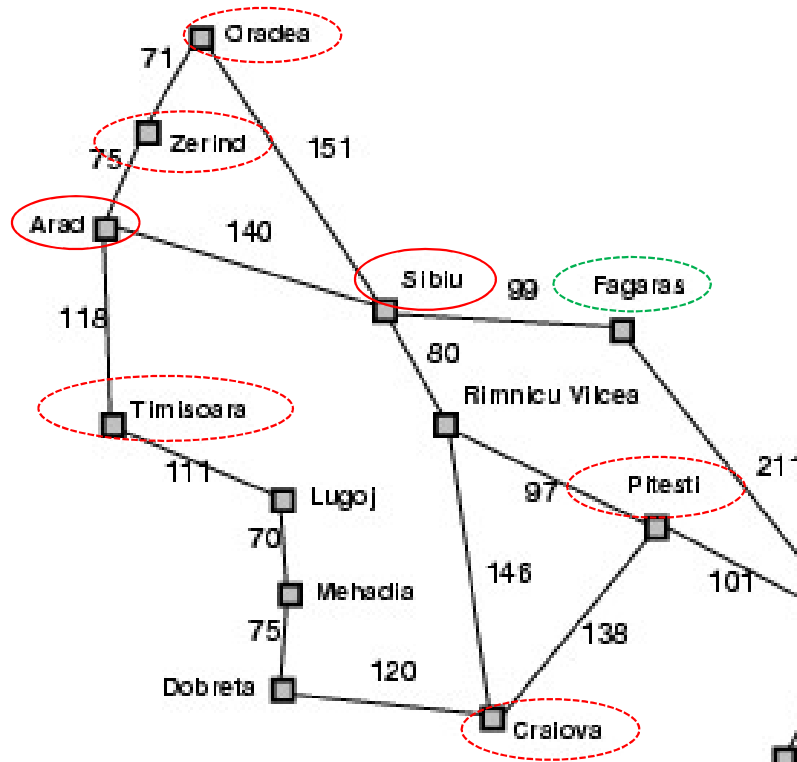 Oradea
71
Zerind
151
75
Arad
140
Sibiu
99
Fagaras
118
80
Rimnicu Vilcea
Timisoara
211
111
Lugoj
97
Pitesti
70
146
101
Mehadia
75
138
120
Dobreta
Craiova